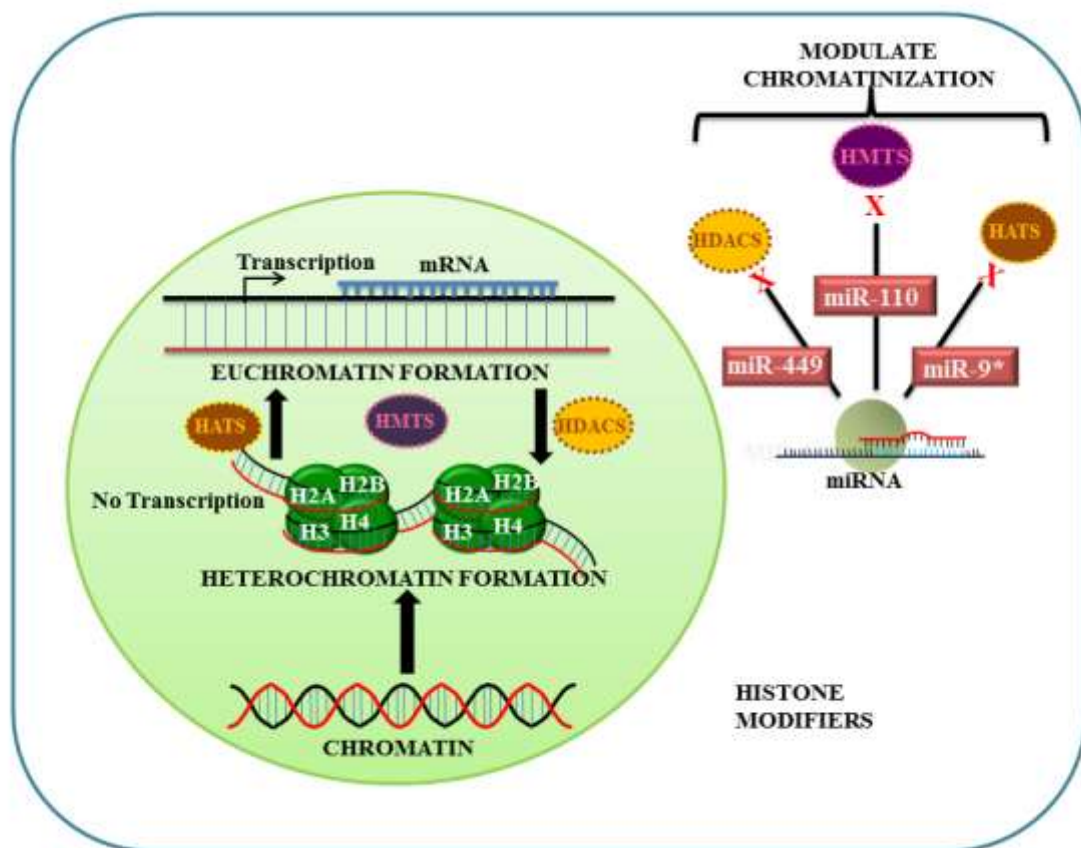 MODULATE
CHROMATINIZATION
HMTS
X
HDACS
HATS
X
X
Transcription
mRNA
miR-110
miR-449
miR-9*
EUCHROMATIN FORMATION
HATS
HMTS
HDACS
miRNA
No Transcription
H2A
H2B
H3
H4
H2A
H2B
H3
H4
HETEROCHROMATIN FORMATION
HISTONE
MODIFIERS
CHROMATIN